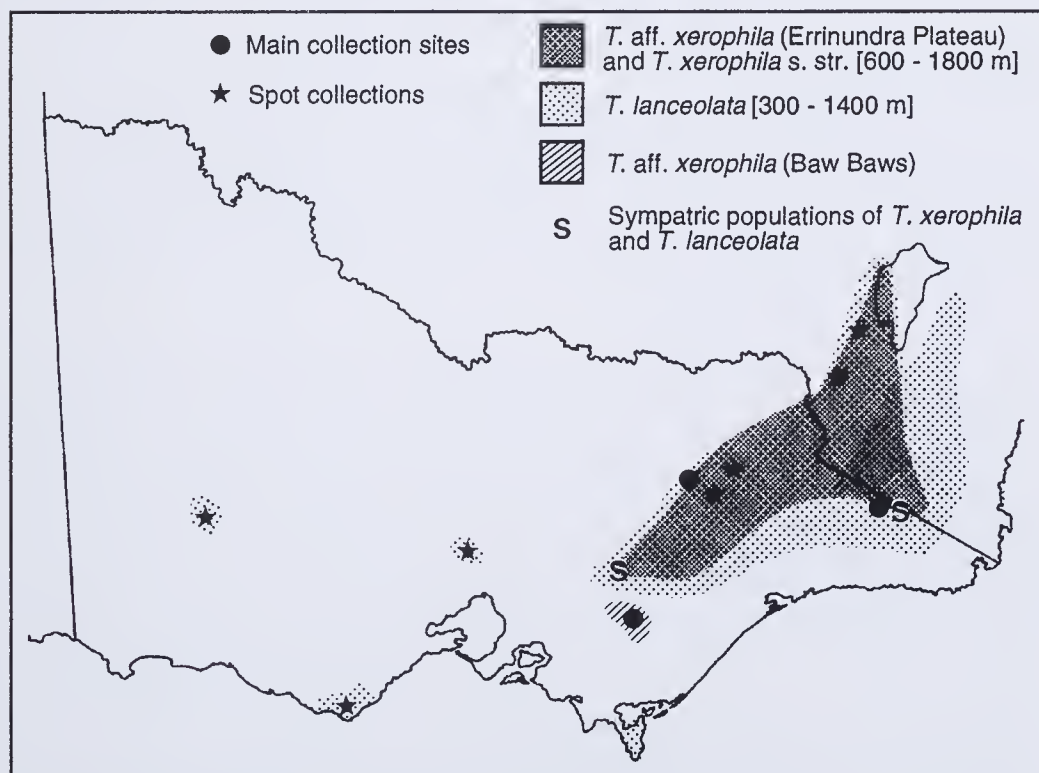 Main collection sites
Spot collections
T. aff. xerophila (Errinundra Plateau)
and T. xerophila s. str. [600 - 1800 m]
T. lanceolata [300 - 1400 m]
T. aff. xerophila (Baw Baws)
S Sympatric populations of T. xerophila
and T. lanceolata
S
S